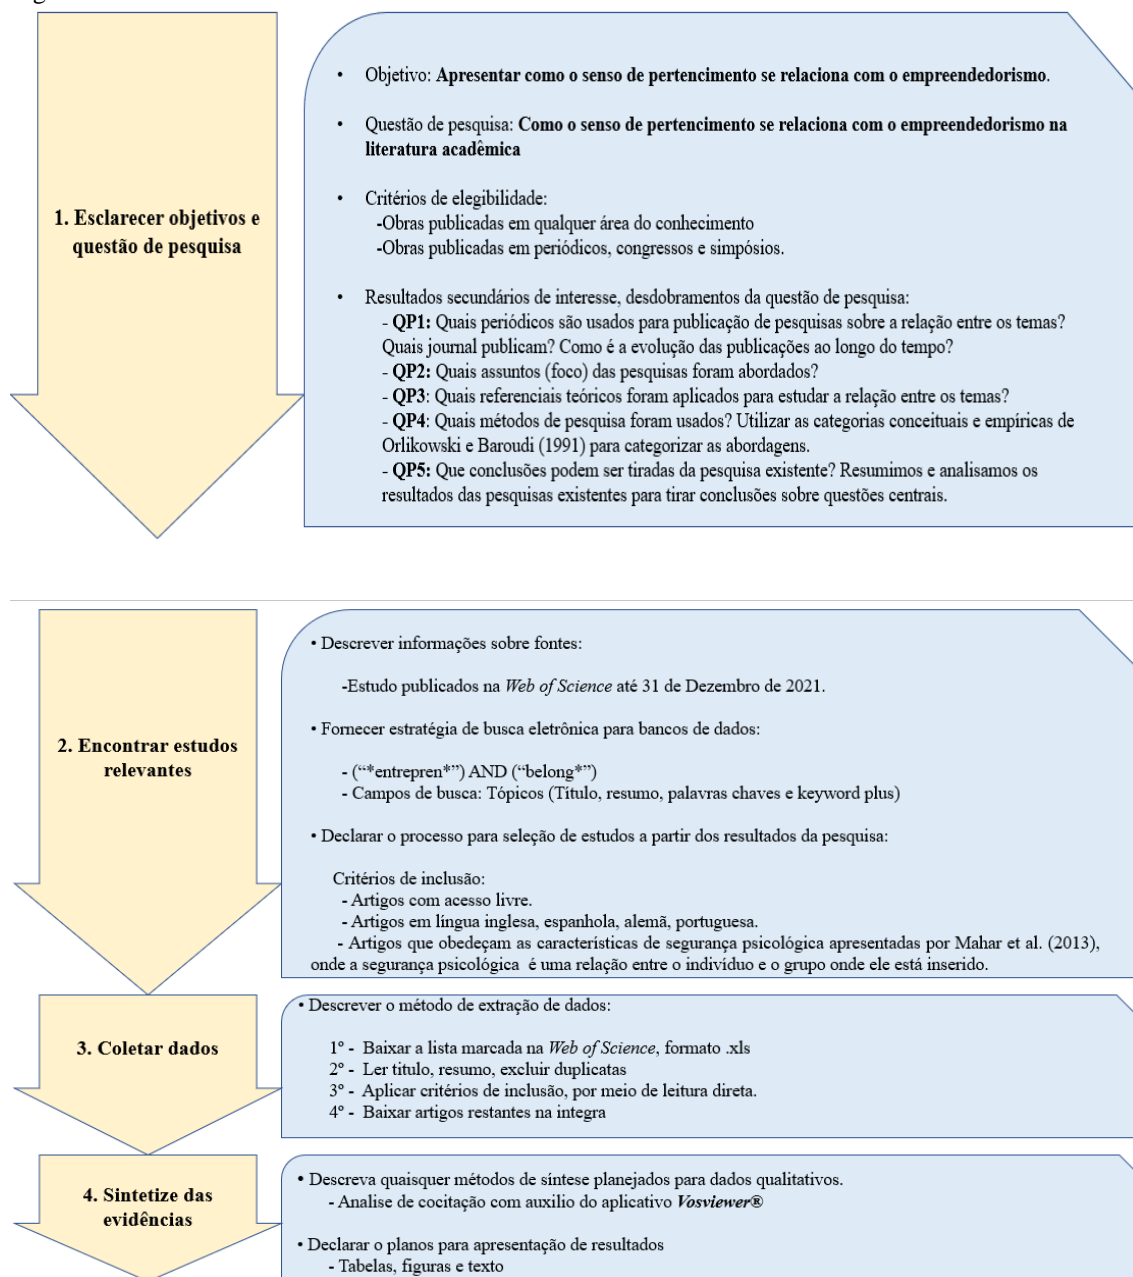 1. Esclarecer objetivos e
questão de pesquisa
• Objetivo: Apresentar como o senso de pertencimento se relaciona com o empreendedorismo.
• Questão de pesquisa: Como o senso de pertencimento se relaciona com o empreendedorismo na
literatura acadêmica
• Critérios de elegibilidade:
-Obras publicadas em qualquer área do conhecimento
-Obras publicadas em periódicos, congressos e simpósios.
• Resultados secundários de interesse, desdobramentos da questão de pesquisa:
- QP1: Quais periódicos são usados para publicação de pesquisas sobre a relação entre os temas?
Quais journal publicam? Como é a evolução das publicações ao longo do tempo?
- QP2: Quais assuntos (foco) das pesquisas foram abordados?
- QP3: Quais referenciais teóricos foram aplicados para estudar a relação entre os temas?
- QP4: Quais métodos de pesquisa foram usados? Utilizar as categorias conceituais e empíricas de
Orlikowski e Baroudi (1991) para categorizar as abordagens.
- QP5: Que conclusões podem ser tiradas da pesquisa existente? Resumimos e analisamos os
resultados das pesquisas existentes para tirar conclusões sobre questões centrais.
2. Encontrar estudos
relevantes
• Descrever informações sobre fontes:
-Estudo publicados na Web of Science até 31 de Dezembro de 2021.
• Fornecer estratégia de busca eletrônica para bancos de dados:
- (“*entrepren*”) AND (“belong*”)
- Campos de busca: Tópicos (Título, resumo, palavras chaves e keyword plus)
• Declarar o processo para seleção de estudos a partir dos resultados da pesquisa:
Critérios de inclusão:
- Artigos com acesso livre.
- Artigos em língua inglesa, espanhola, alemã, portuguesa.
- Artigos que obedeçam as características de segurança psicológica apresentadas por Mahar et al. (2013),
onde a segurança psicológica é uma relação entre o indivíduo e o grupo onde ele está inserido.
3. Coletar dados
• Descrever o método de extração de dados:
1º - Baixar a lista marcada na Web of Science, formato .xls
2º - Ler titulo, resumo, excluir duplicatas
3º - Aplicar critérios de inclusão, por meio de leitura direta.
4º - Baixar artigos restantes na integra
4. Sintetize das
evidências
• Descreva quaisquer métodos de síntese planejados para dados qualitativos.
- Analise de cocitação com auxilio do aplicativo Vosviewer®
• Declarar o planos para apresentação de resultados
- Tabelas, figuras e texto